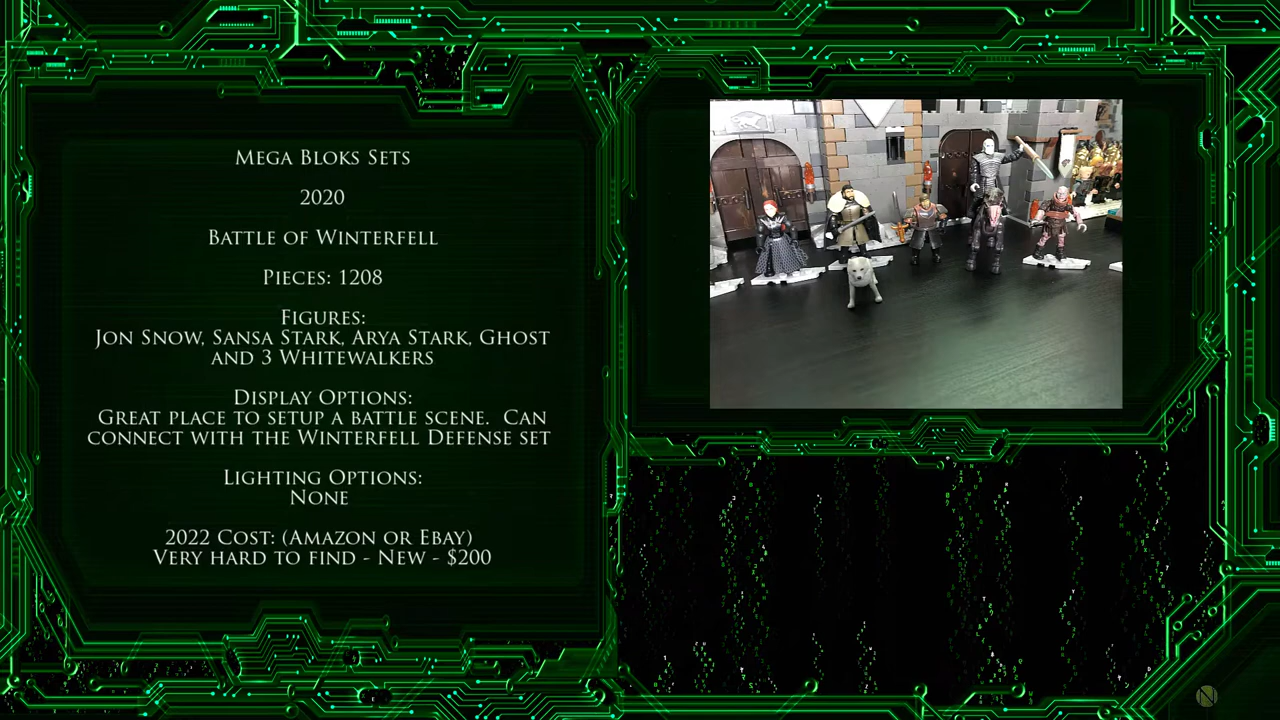 Mega Bloks Sets
2020
Battle of Winterfell
Pieces: 1208
Figures:
Jon Snow, Sansa Stark, Arya Stark, Ghost
and 3 Whitewalkers
Display Options:
Great place to setup a battle scene. Can
connect with the Winterfell Defense set
Lighting Options:
None
2022 Cost: (Amazon or Ebay)
Very hard to find - New - $200
N